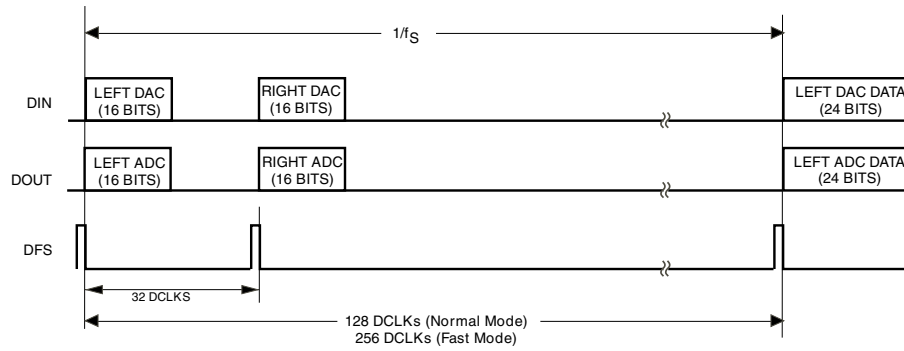 1/fS
DIN
LEFT DAC
(16 BITS)
RIGHT DAC
(16 BITS)
LEFT DAC DATA
(24 BITS)
DOUT
LEFT ADC
(16 BITS)
RIGHT ADC
(16 BITS)
LEFT ADC DATA
(24 BITS)
DFS
32 DCLKS
128 DCLKs (Normal Mode)
256 DCLKs (Fast Mode)